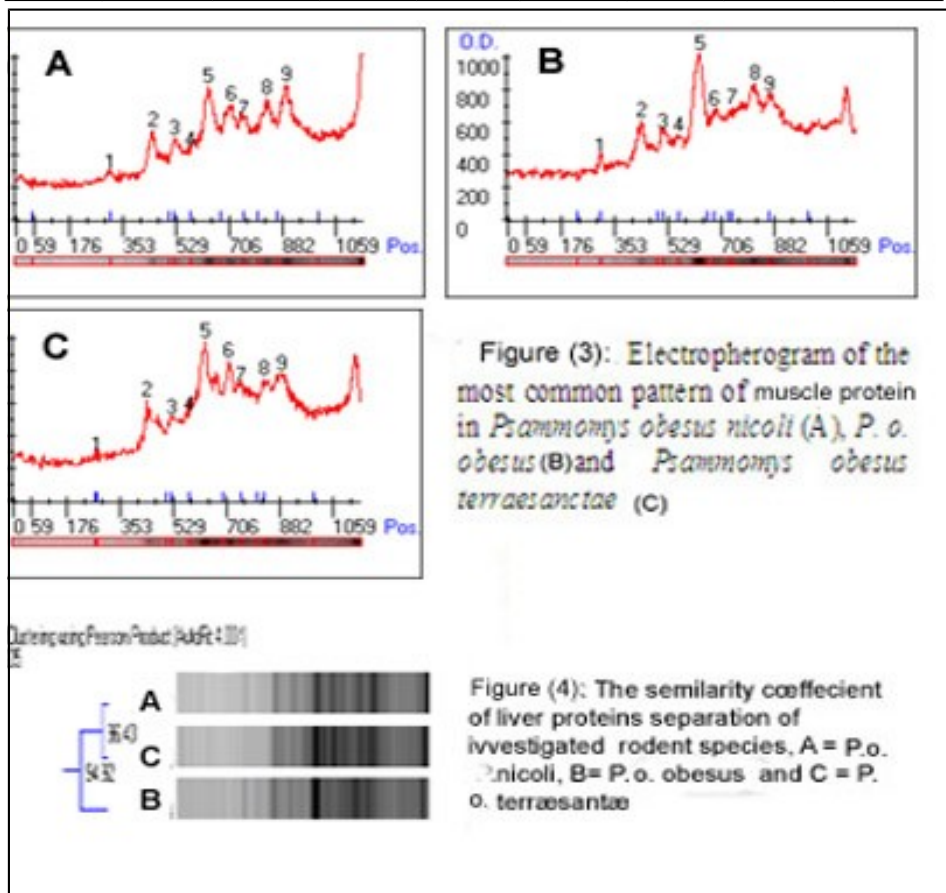 A
1
2
3
4
5
6
7
8
9
0 59 176 353 529 706 882 1059 Pos.
O.D.
B
1000
800
600
400
200
0
1
2
3
4
5
6
7
8
9
0 59 176 353 529 706 882 1059 Pos.
C
1
2
3
4
5
6
7
8
9
0 59 176 353 529 706 882 1059 Pos.
Figure (3): Electropherogram of the
most common pattern of muscle protein
in Psammomys obesus nicoli (A), P. o.
obesus (B) and Psammomys obesus
terraesanctae (C)
A
C
B
Figure (4): The semilarity coeffecient
of liver proteins separation of
ivvestigated rodent species, A = P.o.
P.nicoli, B= P. o. obesus and C = P.
o. terræsantæ